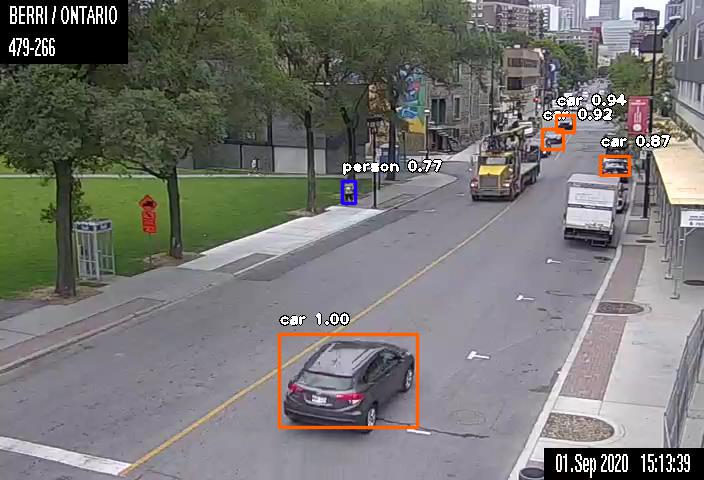 BERRI / ONTARIO
479-266
car 0.94
car 0.92
car 0.87
person 0.77
car 1.00
01.Sep 2020 15:13:39